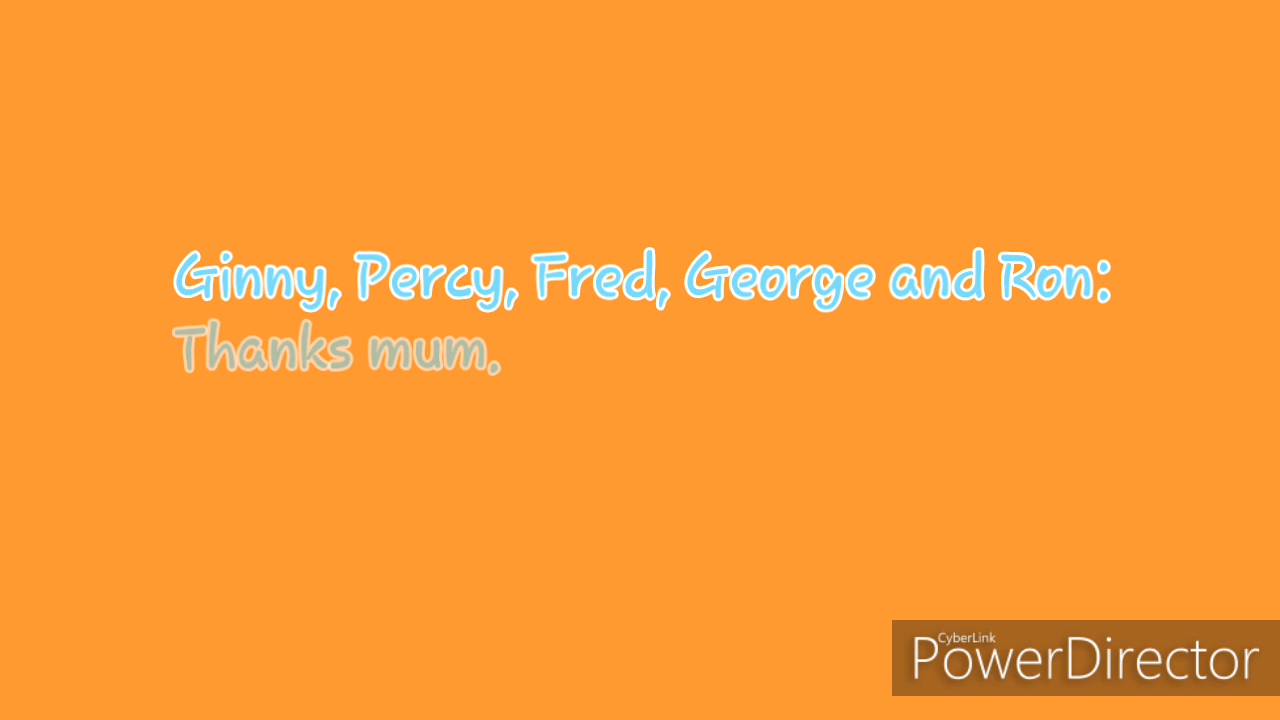 Ginny, Percy, Fred, George and Ron:
Thanks mum.
CyberLink
PowerDirector